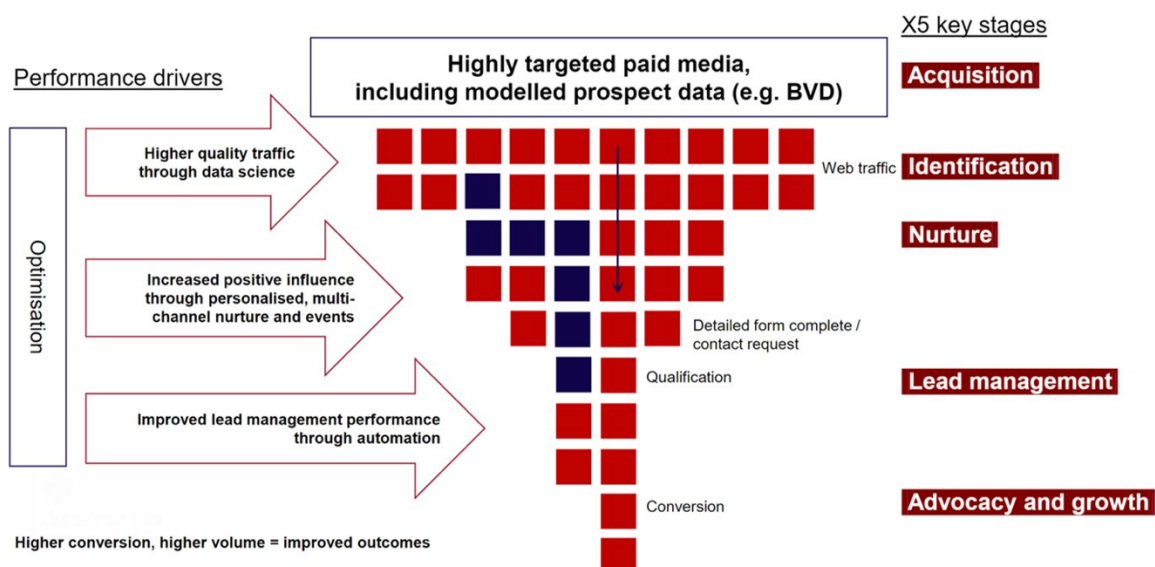 X5 key stages
Highly targeted paid media,
including modelled prospect data (e.g. BVD)
Acquisition
Performance drivers
Higher quality traffic
through data science
Web traffic
Identification
Nurture
Optimisation
Increased positive influence
through personalised, multi-
channel nurture and events
Detailed form complete /
contact request
Qualification
Lead management
Improved lead management performance
through automation
Conversion
Advocacy and growth
Higher conversion, higher volume = improved outcomes